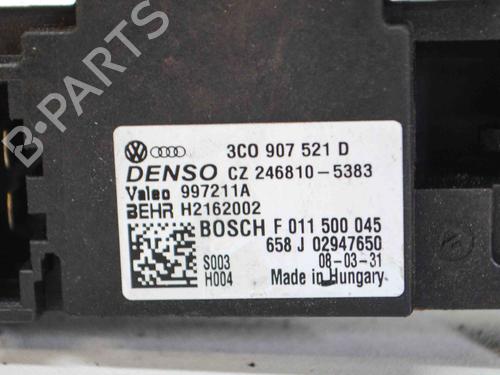 B-PARTS
3C0 907 521 D
DENSO CZ 246810-5383
Valeo 997211A
BEHR H2162002
BOSCH F 011 500 045
658 J 02947650
S003 08-03-31
H004 Made in Hungary